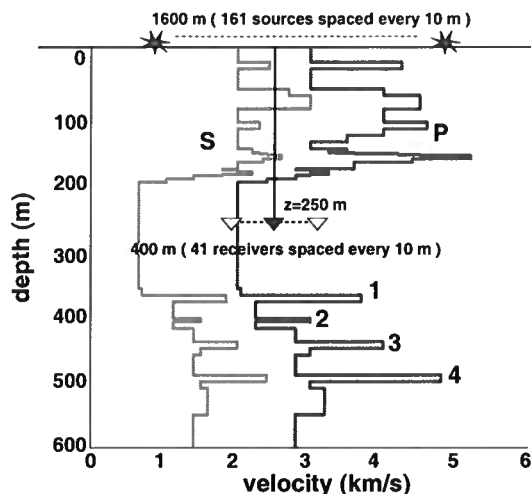 1600 m ( 161 sources spaced every 10 m )
0
100
S
P
200
z=250 m
400 m ( 41 receivers spaced every 10 m )
300
1
400
2
3
500
4
600
depth (m)
0 1 2 3 4 5 6
velocity (km/s)